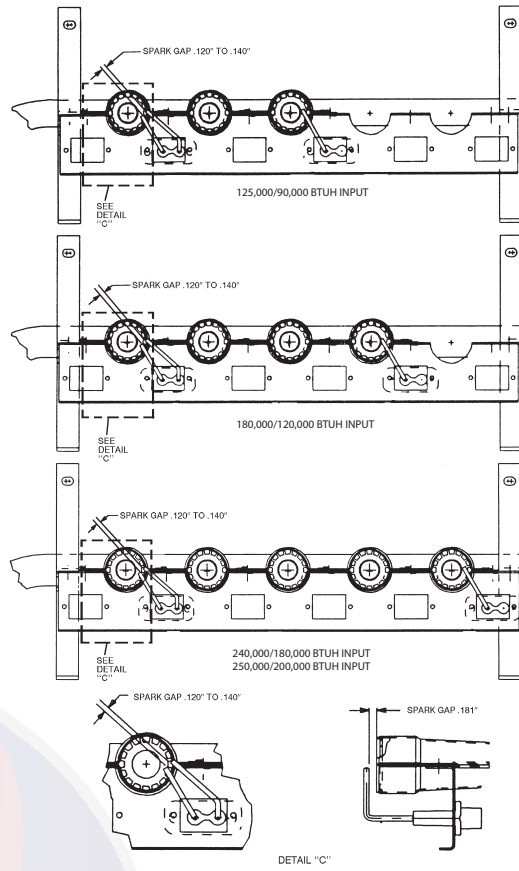 SPARK GAP .120" TO .140"
125,000/90,000 BTUH INPUT
SEE
DETAIL
"C"
SPARK GAP .120" TO .140"
180,000/120,000 BTUH INPUT
SEE
DETAIL
"C"
SPARK GAP .120" TO .140"
240,000/180,000 BTUH INPUT
250,000/200,000 BTUH INPUT
SEE
DETAIL
"C"
SPARK GAP .120" TO .140"
SPARK GAP .181"
DETAIL "C"